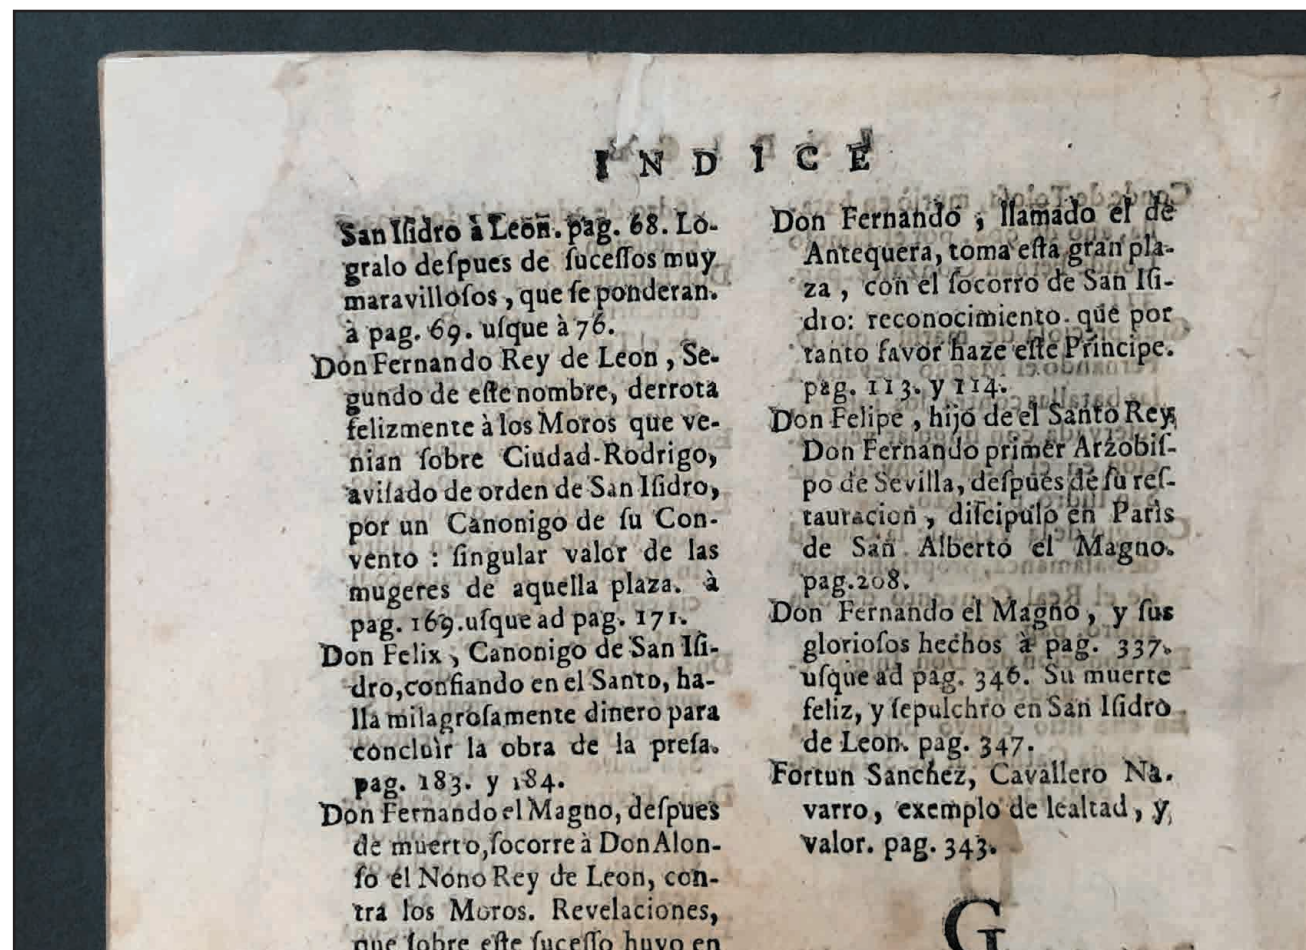 INDICE
San Iſidro à Leon̄. pag. 68. Lo-
gralo deſpues de ſuceſſos muy
maravilloſos, que ſe ponderan.
à pag. 69. uſque à 76.
Don Fernando Rey de Leon, Se-
gundo de eſte nombre, derrota
felizmente à los Moros que ve-
nian ſobre Ciudad-Rodrigo,
aviſado de orden de San Iſidro,
por un Canonigo de ſu Con-
vento : ſingular valor de las
mugeres de aquella plaza. à
pag. 169. uſque ad pag. 171.
Don Felix, Canonigo de San Iſi-
dro, confiando en el Santo, ha-
lla milagroſamente dinero para
concluir la obra de la preſa.
pag. 183. y 184.
Don Fernando el Magno, deſpues
de muerto, ſocorre à Don Alon-
ſo el Nono Rey de Leon, con-
tra los Moros. Revelaciones,
que ſobre eſte ſuceſſo huvo en
Don Fernando, llamado el de
Antequera, toma eſta gran pla-
za, con el ſocorro de San Iſi-
dro: reconocimiento que por
tanto favor haze eſte Principe.
pag. 113. y 114.
Don Felipe, hijo de el Santo Rey
Don Fernando primer Arzobiſ-
po de Sevilla, deſpues de ſu reſ-
tauracion, diſcipulo en Paris
de San Alberto el Magno.
pag. 208.
Don Fernando el Magno, y ſus
glorioſos hechos à pag. 337.
uſque ad pag. 346. Su muerte
feliz, y ſepulchro en San Iſidro
de Leon. pag. 347.
Fortun Sanchez, Cavallero Na-
varro, exemplo de lealtad, y
valor. pag. 343.
G